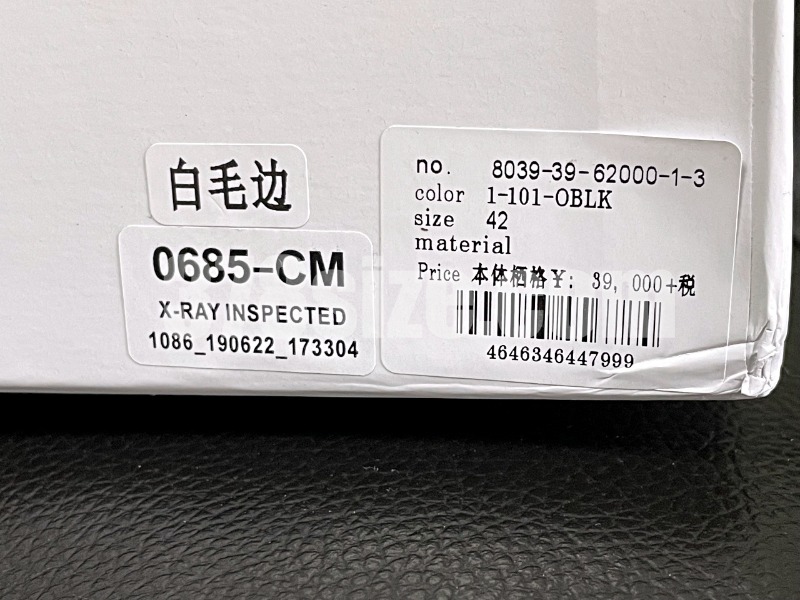 白毛边
0685-CM
X-RAY INSPECTED
1086_190622_173304
no. 8039-39-62000-1-3
color 1-101-OBLK
size 42
material
Price 本体栖格¥: 39,000+税
4646346447999